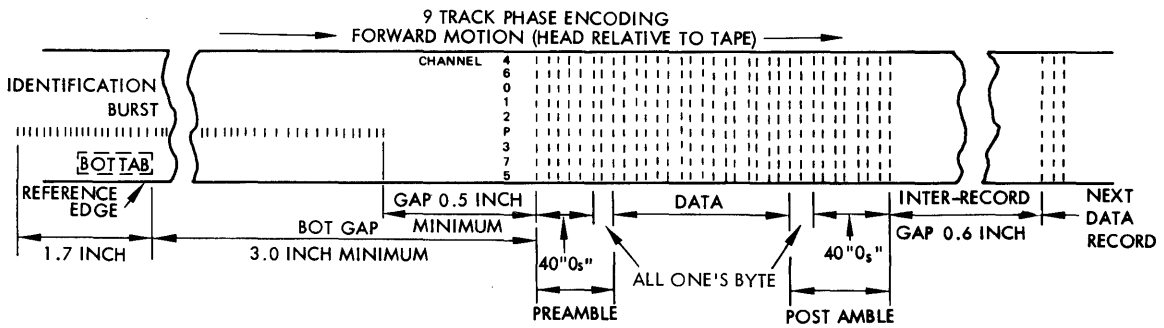 9 TRACK PHASE ENCODING
FORWARD MOTION (HEAD RELATIVE TO TAPE)
CHANNEL
4
6
0
1
2
P
3
7
5
IDENTIFICATION
BURST
BOT TAB
REFERENCE
EDGE
1.7 INCH
BOT GAP
3.0 INCH MINIMUM
GAP 0.5 INCH
MINIMUM
40"0s"
PREAMBLE
DATA
ALL ONE'S BYTE
40"0s"
POST AMBLE
INTER-RECORD
GAP 0.6 INCH
NEXT
DATA
RECORD